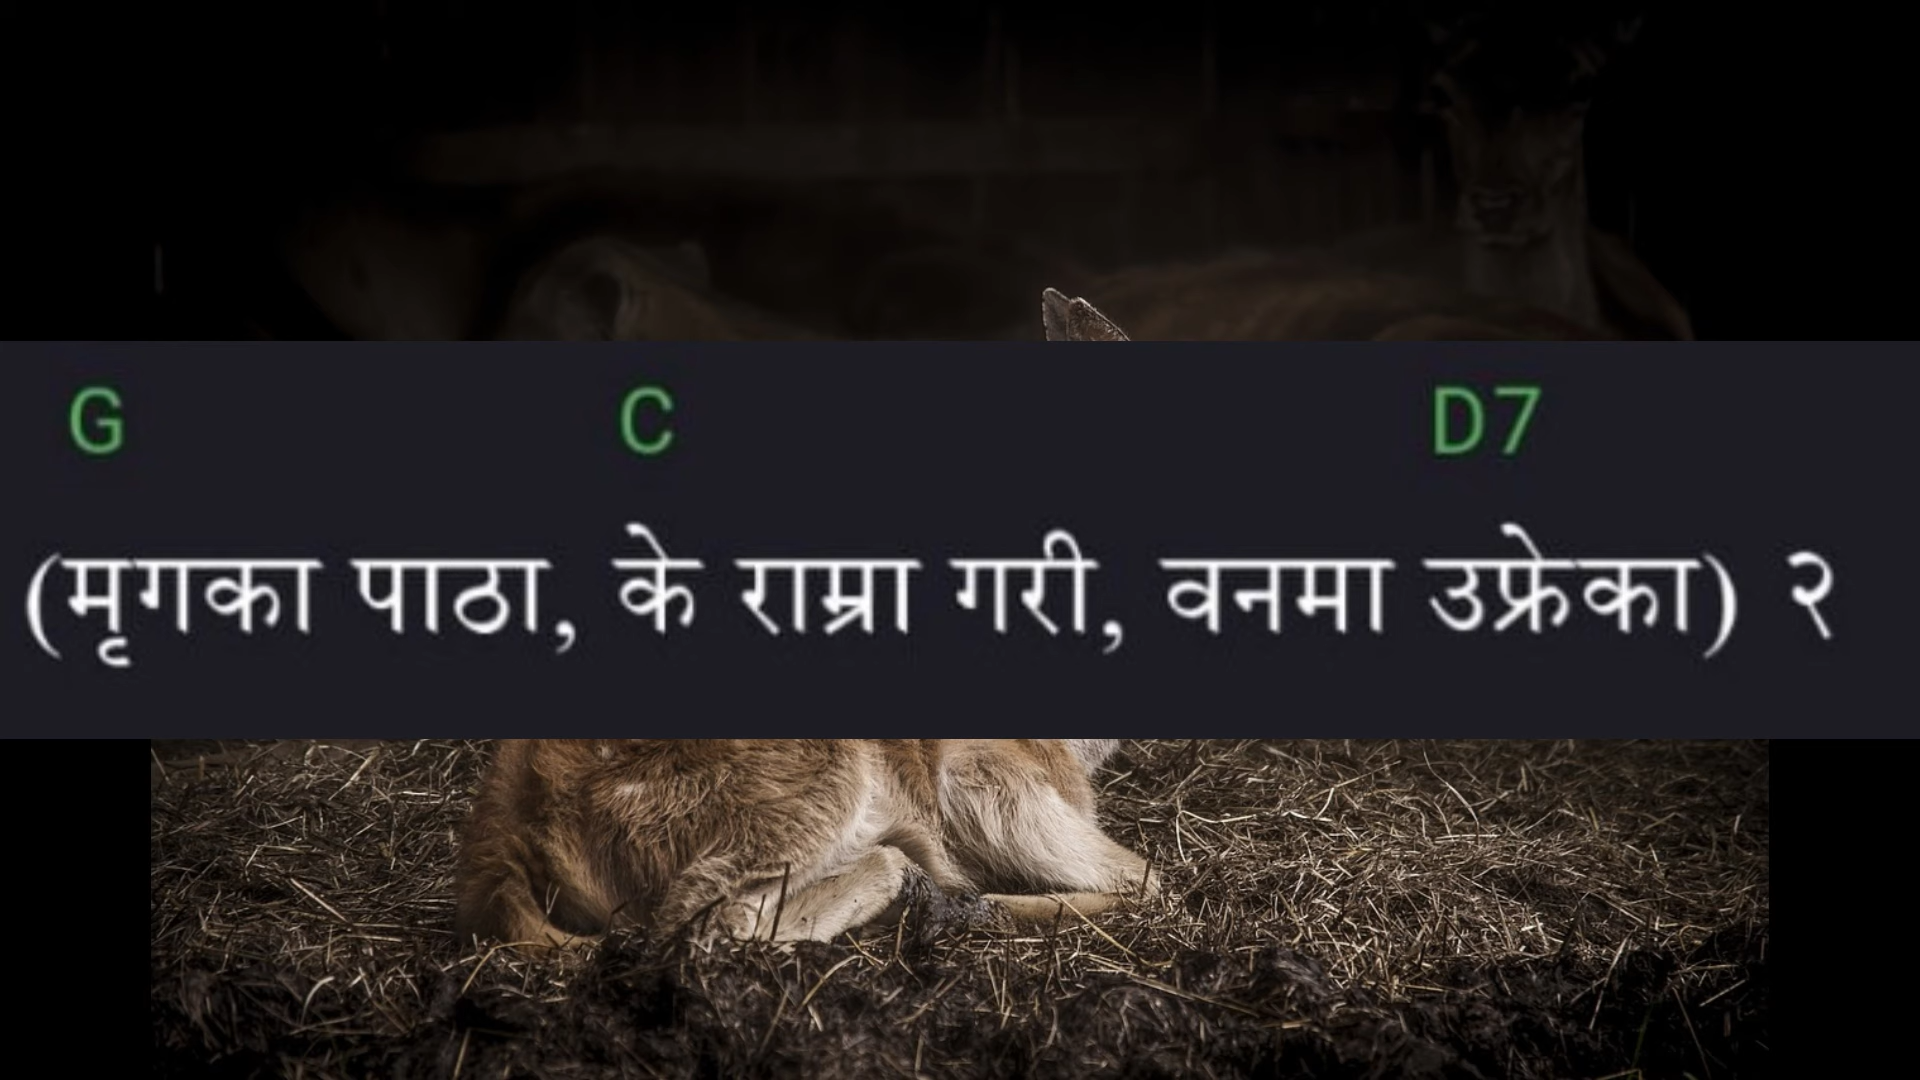 G C D7
(मृगका पाठा, के राम्रा गरी, वनमा उफ्रेका) २